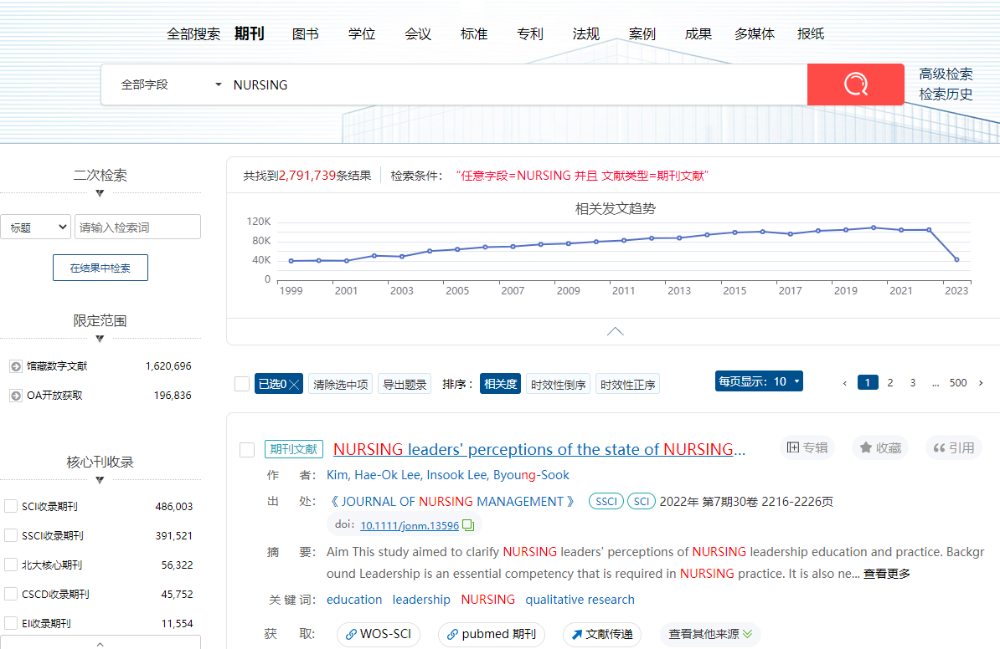 全部搜索 期刊 图书 学位 会议 标准 专利 法规 案例 成果 多媒体 报纸
全部字段 NURSING
高级检索
检索历史
二次检索
标题 请输入检索词
在结果中检索
限定范围
馆藏数字文献 1,620,696
OA开放获取 196,836
核心刊收录
SCI收录期刊 486,003
SSCI收录期刊 391,521
北大核心期刊 56,322
CSCD收录期刊 45,752
EI收录期刊 11,554
共找到2,791,739条结果 检索条件: “任意字段=NURSING 并且 文献类型=期刊文献”
相关发文趋势
120K
80K
40K
0
1999 2001 2003 2005 2007 2009 2011 2013 2015 2017 2019 2021 2023
已选0 清除选中项 导出题录 排序: 相关度 时效性倒序 时效性正序 每页显示: 10 ‹ 1 2 3 ... 500 ›
期刊文献 NURSING leaders' perceptions of the state of NURSING... 专辑 收藏 引用
作 者: Kim, Hae-Ok Lee, Insook Lee, Byoung-Sook
出 处: 《 JOURNAL OF NURSING MANAGEMENT 》 SSCI SCI 2022年 第7期30卷 2216-2226页
doi: 10.1111/jonm.13596
摘 要: Aim This study aimed to clarify NURSING leaders' perceptions of NURSING leadership education and practice. Backgr
ound Leadership is an essential competency that is required in NURSING practice. It is also ne... 查看更多
关 键 词: education leadership NURSING qualitative research
获 取: WOS-SCI pubmed 期刊 文献传递 查看其他来源